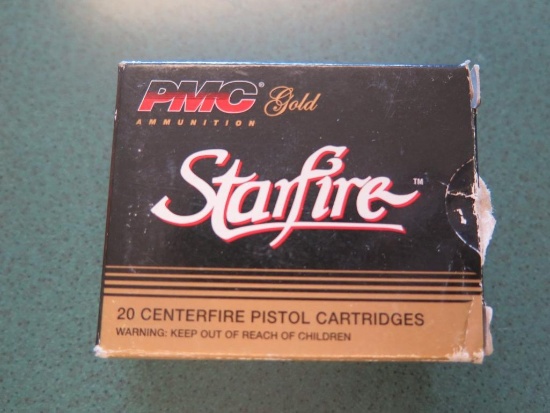 PMC® Gold
AMMUNITION
Starfire™
20 CENTERFIRE PISTOL CARTRIDGES
WARNING: KEEP OUT OF REACH OF CHILDREN